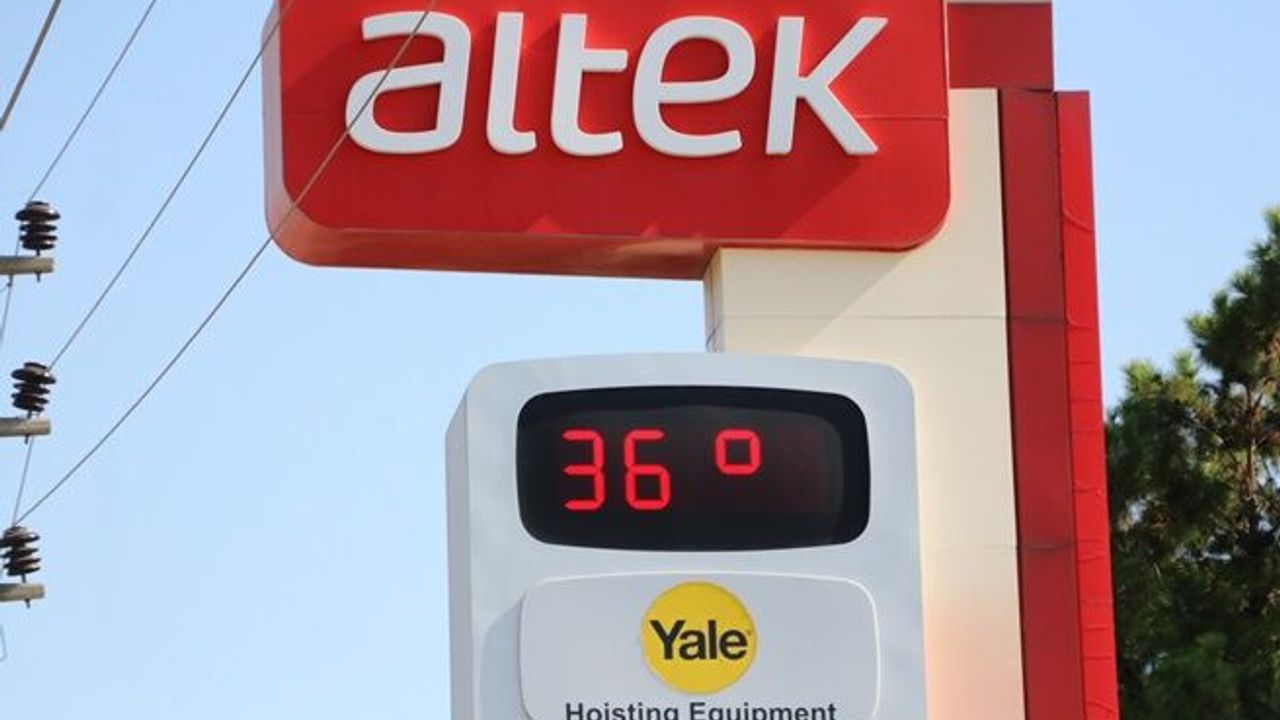 altek
36°
Yale
Hoisting Equipment